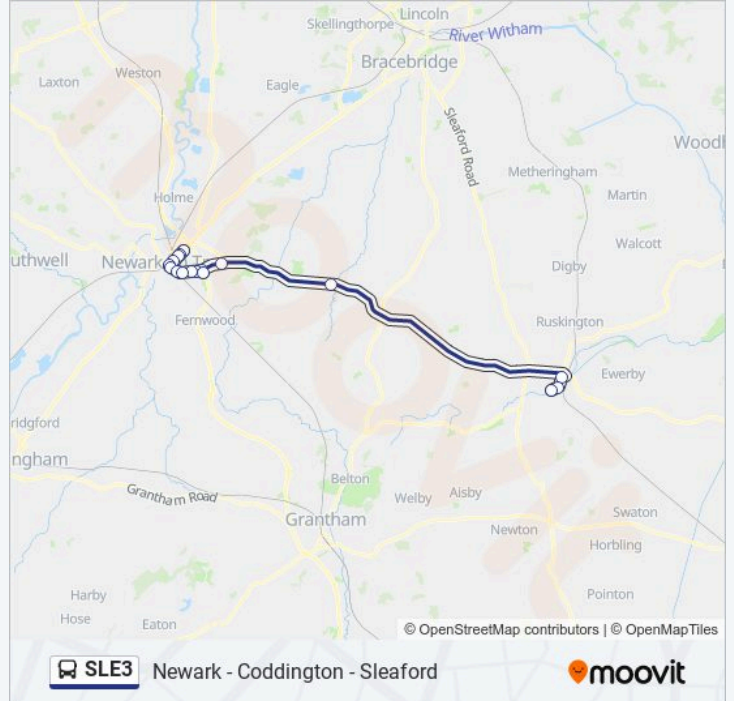 Lincoln
Skellingthorpe
River Witham
Bracebridge
Weston
Laxton
Eagle
Sleaford Road
Woodh
Metheringham
Martin
Holme
Walcott
uthwell
Newark
Digby
Fernwood
Ruskington
Ewerby
ridgford
ngham
Grantham Road
Belton
Welby
Aisby
Grantham
Swaton
Newton
Horbling
Harby
Pointon
Hose
Eaton
© OpenStreetMap contributors | © OpenMapTiles
SLE3 Newark - Coddington - Sleaford
moovit